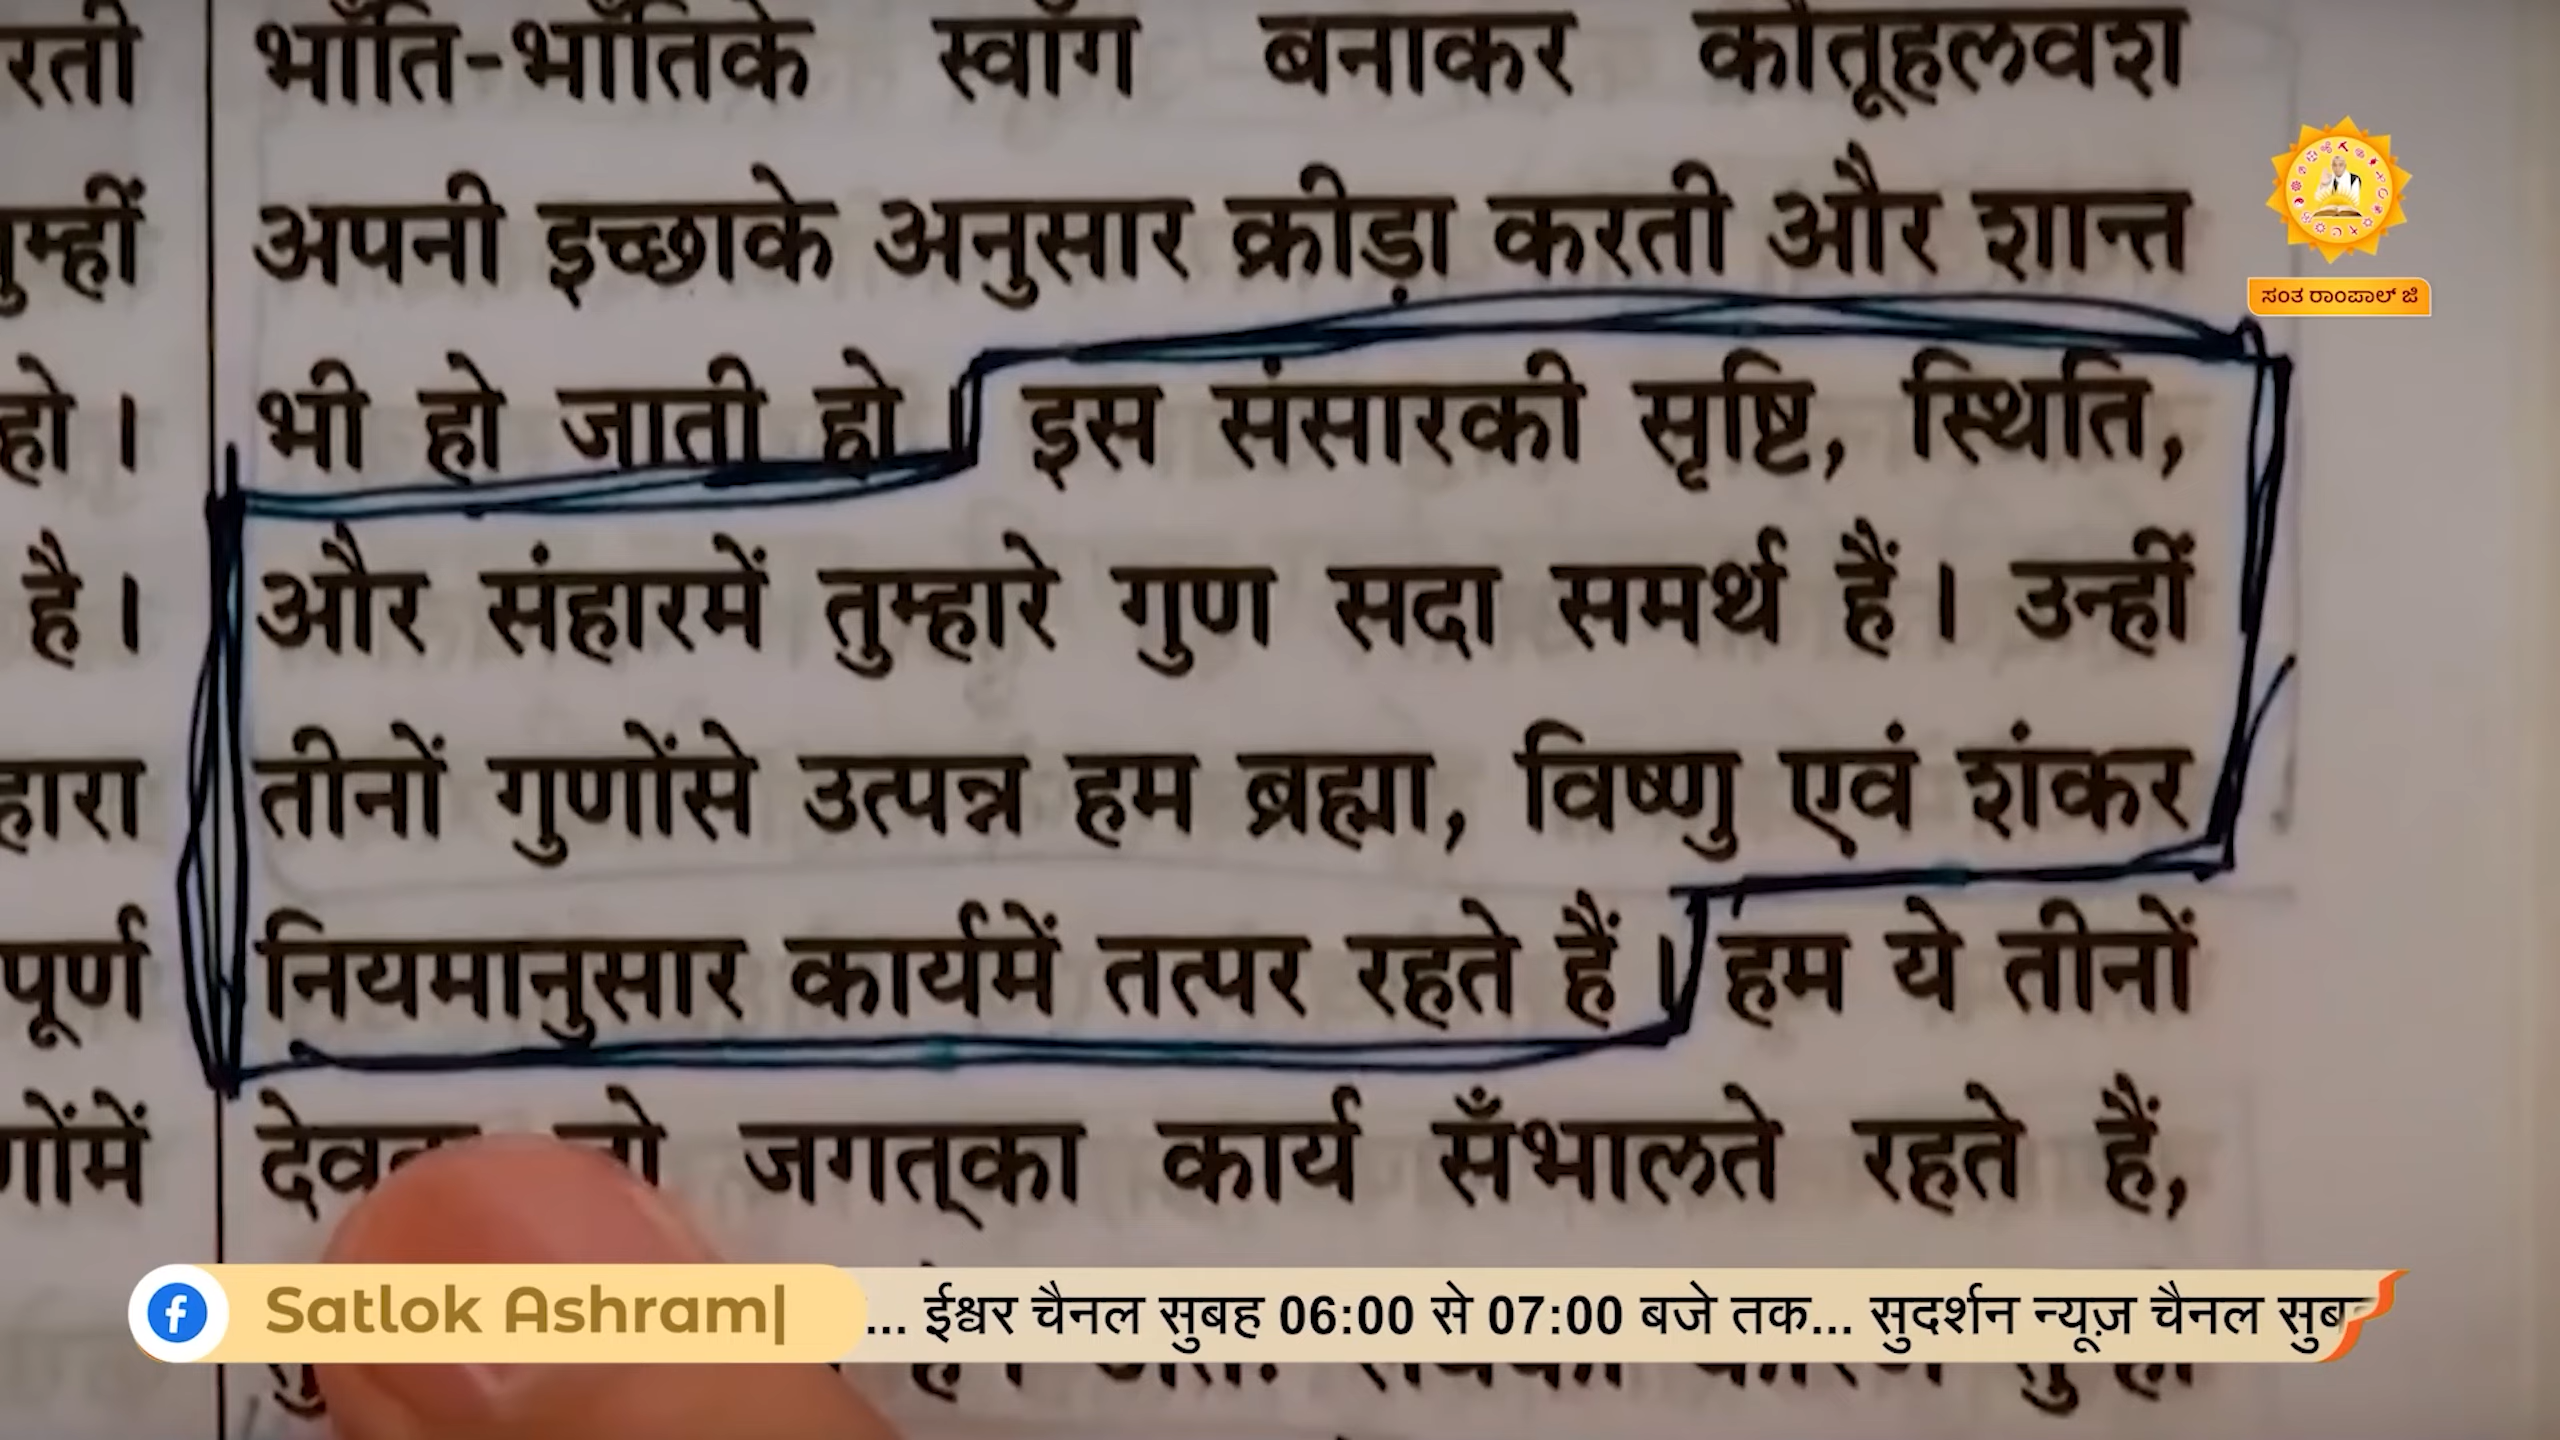 रती भाँति-भाँतिके स्वाँग बनाकर कौतूहलवश
तुम्हीं अपनी इच्छाके अनुसार क्रीड़ा करती और शान्त
हो। भी हो जाती हो। इस संसारकी सृष्टि, स्थिति,
है। और संहारमें तुम्हारे गुण सदा समर्थ हैं। उन्हीं
हारा तीनों गुणोंसे उत्पन्न हम ब्रह्मा, विष्णु एवं शंकर
पूर्ण नियमानुसार कार्यमें तत्पर रहते हैं। हम ये तीनों
णोंमें जगत्का कार्य सँभालते रहते हैं,
ಸಂತ ರಾಂಪಾಲ್ ಜಿ
Satlok Ashram| ... ईश्वर चैनल सुबह 06:00 से 07:00 बजे तक... सुदर्शन न्यूज़ चैनल सुब